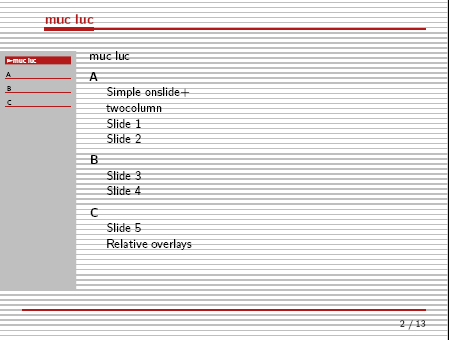 muc luc
muc luc
A
B
C
muc luc
A
Simple onslide+
twocolumn
Slide 1
Slide 2
B
Slide 3
Slide 4
C
Slide 5
Relative overlays
2 / 13